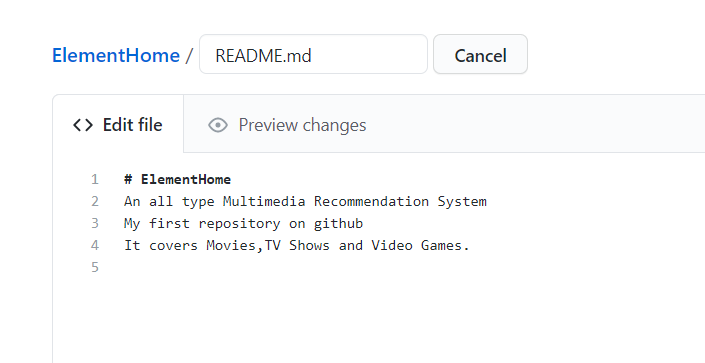 ElementHome / README.md Cancel
<> Edit file Preview changes
1 # ElementHome
2 An all type Multimedia Recommendation System
3 My first repository on github
4 It covers Movies,TV Shows and Video Games.
5